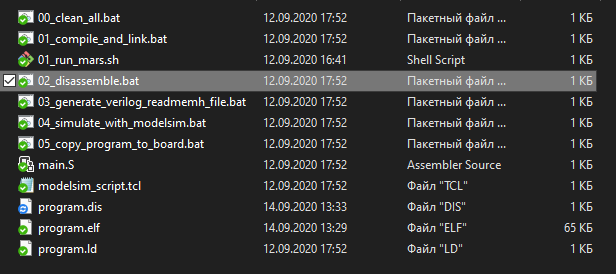 00_clean_all.bat 12.09.2020 17:52 Пакетный файл ... 1 КБ
01_compile_and_link.bat 12.09.2020 17:52 Пакетный файл ... 1 КБ
01_run_mars.sh 12.09.2020 16:41 Shell Script 1 КБ
02_disassemble.bat 12.09.2020 17:52 Пакетный файл ... 1 КБ
03_generate_verilog_readmemh_file.bat 12.09.2020 17:52 Пакетный файл ... 1 КБ
04_simulate_with_modelsim.bat 12.09.2020 17:52 Пакетный файл ... 1 КБ
05_copy_program_to_board.bat 12.09.2020 17:52 Пакетный файл ... 1 КБ
main.S 12.09.2020 17:52 Assembler Source 1 КБ
modelsim_script.tcl 12.09.2020 17:52 Файл "TCL" 1 КБ
program.dis 14.09.2020 13:33 Файл "DIS" 1 КБ
program.elf 14.09.2020 13:29 Файл "ELF" 65 КБ
program.ld 12.09.2020 17:52 Файл "LD" 1 КБ